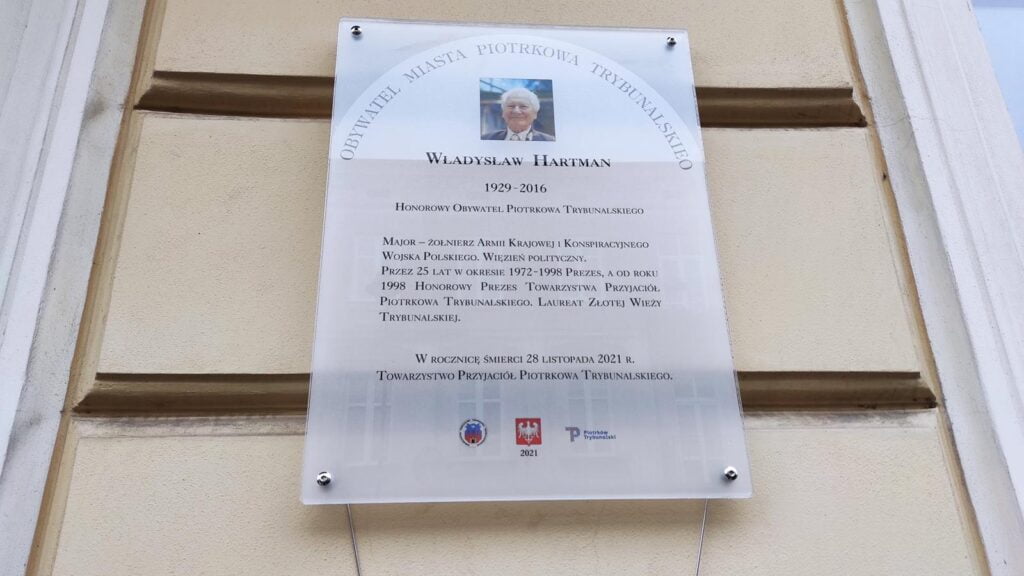 OBYWATEL MIASTA PIOTRKOWA TRYBUNALSKIEO
Władysław Hartman
1929-2016
Honorowy Obywatel Piotrkowa Trybunalskiego
Major – żołnierz Armii Krajowej i Konspiracyjnego
Wojska Polskiego. Więzień polityczny.
Przez 25 lat w okresie 1972-1998 Prezes, a od roku
1998 Honorowy Prezes Towarzystwa Przyjaciół
Piotrkowa Trybunalskiego. Laureat Złotej Wieży
Trybunalskiej.
W rocznicę śmierci 28 listopada 2021 r.
Towarzystwo Przyjaciół Piotrkowa Trybunalskiego.
Piotrków
Trybunalski
2021